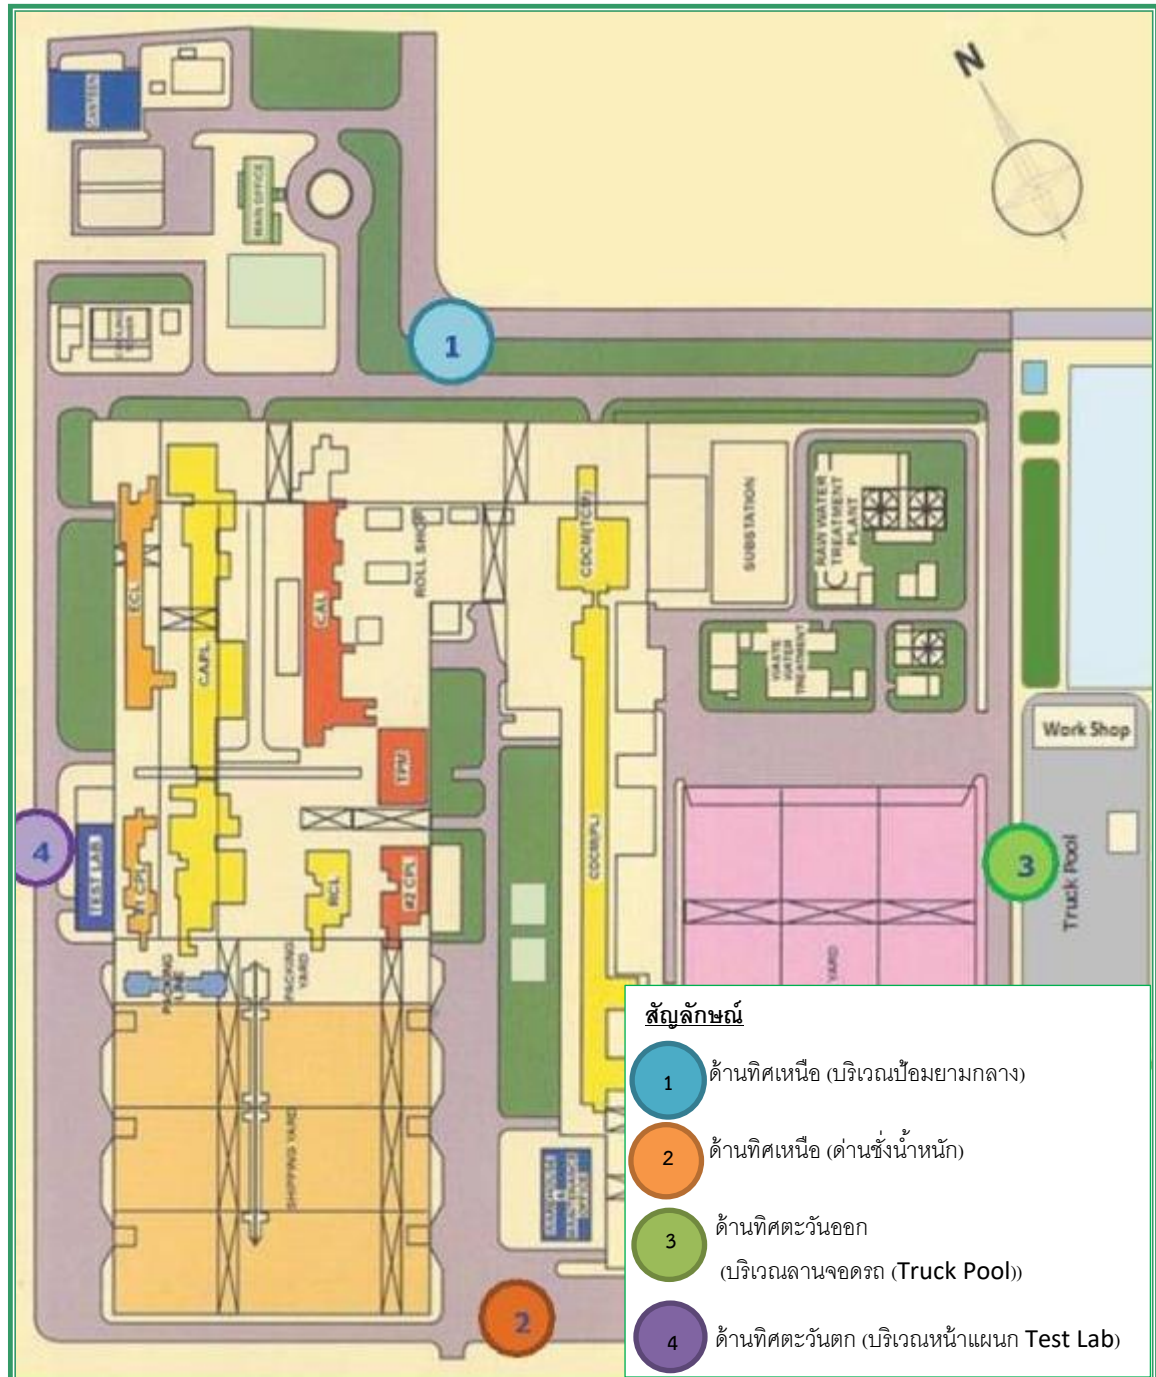 N
CANTEEN
MAIN OFFICE
1
ECL
CAPL
CAL
ROLL SHOP
CDCM(TCM)
SUBSTATION
RAW WATER
TREATMENT
PLANT
WASTE
WATER
TREATMENT
Work Shop
TPM
4
TEST LAB
#1 CPL
RCL
#2 CPL
CDCM(PL)
3
Truck Pool
PACKING
LINE
PACKING
YARD
YARD
SHIPPING YARD
2
สัญลักษณ์
1 ด้านทิศเหนือ (บริเวณป้อมยามกลาง)
2 ด้านทิศเหนือ (ด่านชั่งน้ำหนัก)
3 ด้านทิศตะวันออก
(บริเวณลานจอดรถ (Truck Pool))
4 ด้านทิศตะวันตก (บริเวณหน้าแผนก Test Lab)